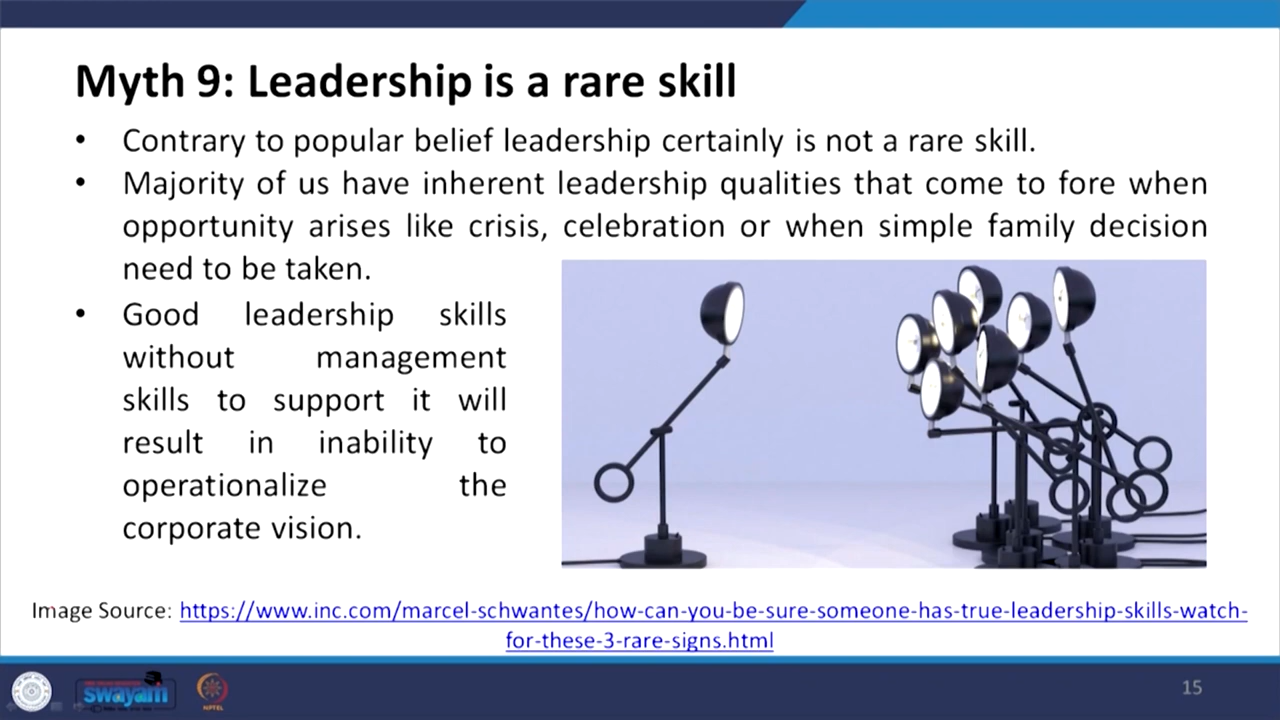 Myth 9: Leadership is a rare skill
• Contrary to popular belief leadership certainly is not a rare skill.
• Majority of us have inherent leadership qualities that come to fore when
opportunity arises like crisis, celebration or when simple family decision
need to be taken.
• Good leadership skills
without management
skills to support it will
result in inability to
operationalize the
corporate vision.
Image Source: https://www.inc.com/marcel-schwantes/how-can-you-be-sure-someone-has-true-leadership-skills-watch-
for-these-3-rare-signs.html
swayam
NPTEL
15